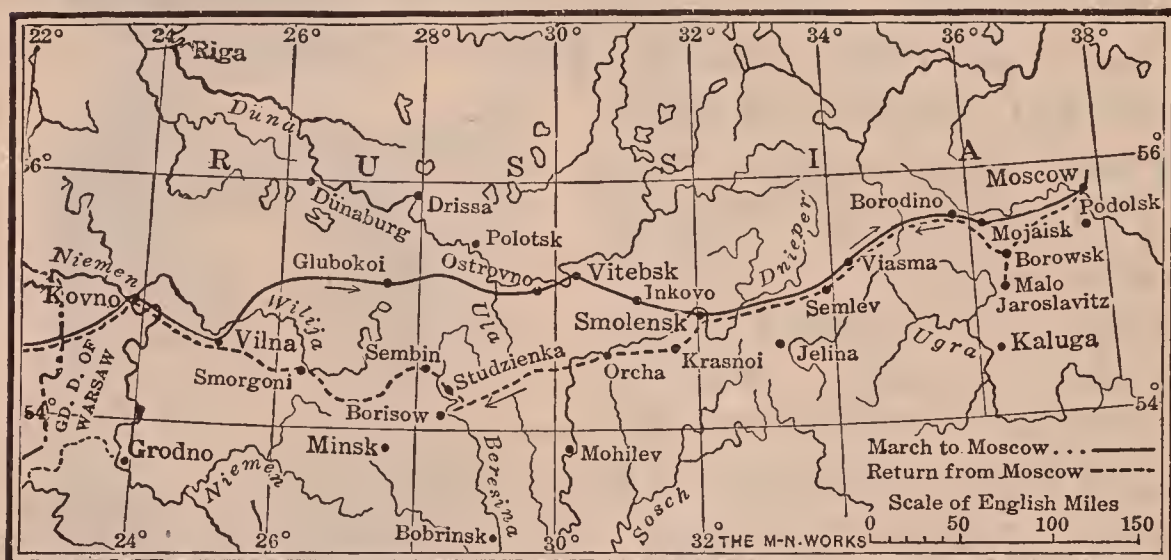 22° 24° 26° 28° 30° 32° 34° 36° 38°
Riga
Düna
R U S S I A
56° 56°
Moscow
Dünaburg
Drissa
Borodino
Podolsk
Mojáisk
Polotsk
Dnieper
Niemen
Glubokoi
Ostrovno
Vitebsk
Viasma
Borowsk
Kovno
Inkovo
Malo
Jaroslavitz
Wilija
Ula
Smolensk
Semlev
Vilna
Sembin
Studzienka
Krasnoi
Jelina
Ugra
Kaluga
Smorgoni
Orcha
GD. D. OF
WARSAW
54° 54°
Borisow
Grodno
Minsk
Mohilev
March to Moscow...
Return from Moscow
Niemen
Beresina
Sosch
Scale of English Miles
0 50 100 150
Bobrinsk
24° 26° 28° 30° 32°
THE M-N-WORKS